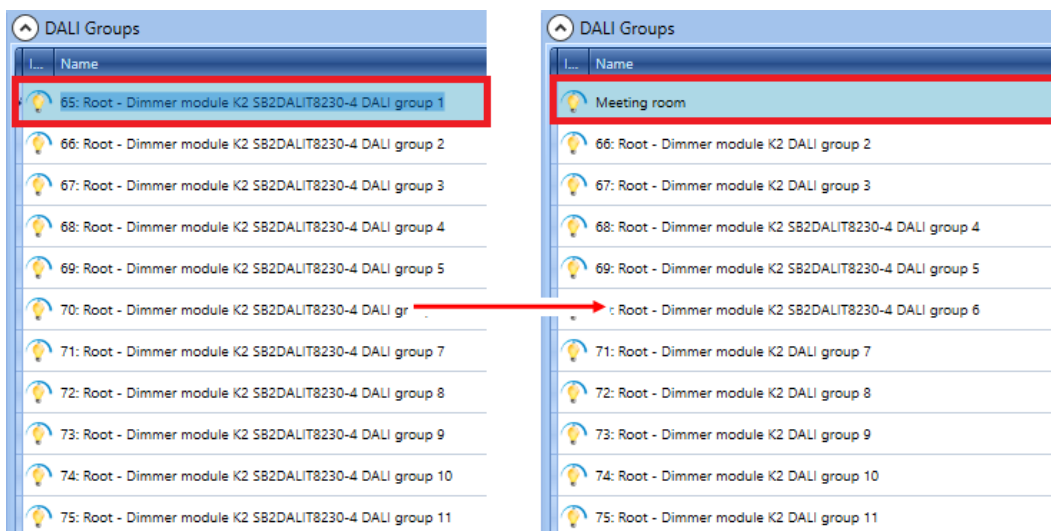 DALI Groups
I... Name
65: Root - Dimmer module K2 SB2DALIT8230-4 DALI group 1
66: Root - Dimmer module K2 SB2DALIT8230-4 DALI group 2
67: Root - Dimmer module K2 SB2DALIT8230-4 DALI group 3
68: Root - Dimmer module K2 SB2DALIT8230-4 DALI group 4
69: Root - Dimmer module K2 SB2DALIT8230-4 DALI group 5
70: Root - Dimmer module K2 SB2DALIT8230-4 DALI gr
71: Root - Dimmer module K2 SB2DALIT8230-4 DALI group 7
72: Root - Dimmer module K2 SB2DALIT8230-4 DALI group 8
73: Root - Dimmer module K2 SB2DALIT8230-4 DALI group 9
74: Root - Dimmer module K2 SB2DALIT8230-4 DALI group 10
75: Root - Dimmer module K2 SB2DALIT8230-4 DALI group 11
DALI Groups
I... Name
Meeting room
66: Root - Dimmer module K2 DALI group 2
67: Root - Dimmer module K2 DALI group 3
68: Root - Dimmer module K2 SB2DALIT8230-4 DALI group 4
69: Root - Dimmer module K2 SB2DALIT8230-4 DALI group 5
: Root - Dimmer module K2 SB2DALIT8230-4 DALI group 6
71: Root - Dimmer module K2 DALI group 7
72: Root - Dimmer module K2 DALI group 8
73: Root - Dimmer module K2 DALI group 9
74: Root - Dimmer module K2 DALI group 10
75: Root - Dimmer module K2 DALI group 11